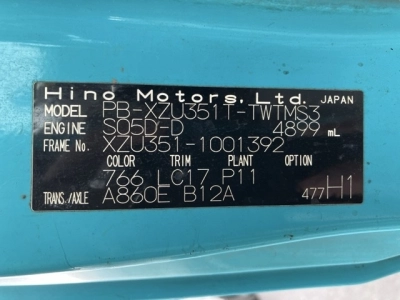 Hino Motors, Ltd. JAPAN
MODEL PB-XZU351T-TWTMS3
ENGINE S05D-D 4899 mL
FRAME No. XZU351-1001392
COLOR TRIM PLANT OPTION
766 LC17 P11
TRANS./AXLE A860E B12A 477H1